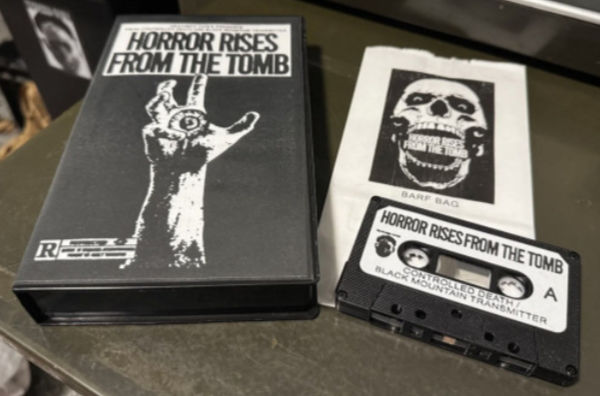 HORROR RISES
FROM THE TOMB
R
HORROR RISES
FROM THE TOMB
BARF BAG
HORROR RISES FROM THE TOMB
A
CONTROLLED DEATH /
BLACK MOUNTAIN TRANSMITTER